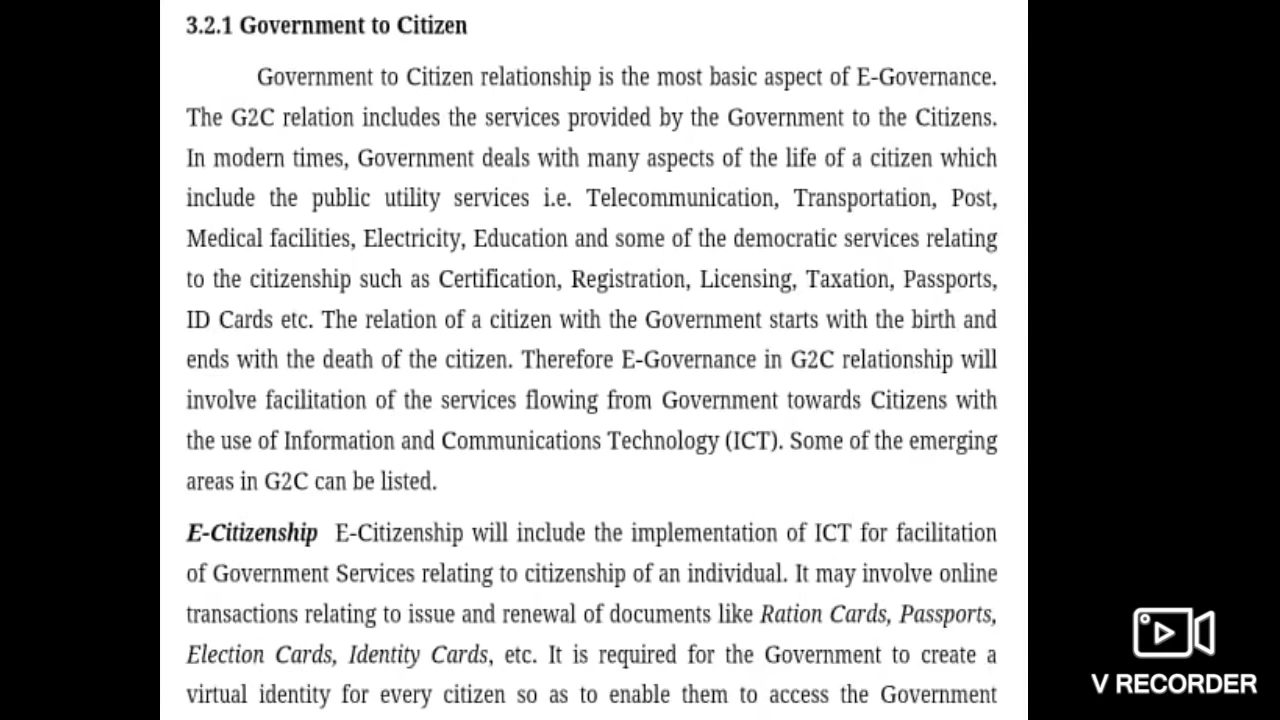 3.2.1 Government to Citizen
Government to Citizen relationship is the most basic aspect of E-Governance.
The G2C relation includes the services provided by the Government to the Citizens.
In modern times, Government deals with many aspects of the life of a citizen which
include the public utility services i.e. Telecommunication, Transportation, Post,
Medical facilities, Electricity, Education and some of the democratic services relating
to the citizenship such as Certification, Registration, Licensing, Taxation, Passports,
ID Cards etc. The relation of a citizen with the Government starts with the birth and
ends with the death of the citizen. Therefore E-Governance in G2C relationship will
involve facilitation of the services flowing from Government towards Citizens with
the use of Information and Communications Technology (ICT). Some of the emerging
areas in G2C can be listed.
E-Citizenship E-Citizenship will include the implementation of ICT for facilitation
of Government Services relating to citizenship of an individual. It may involve online
transactions relating to issue and renewal of documents like Ration Cards, Passports,
Election Cards, Identity Cards, etc. It is required for the Government to create a
virtual identity for every citizen so as to enable them to access the Government
V RECORDER